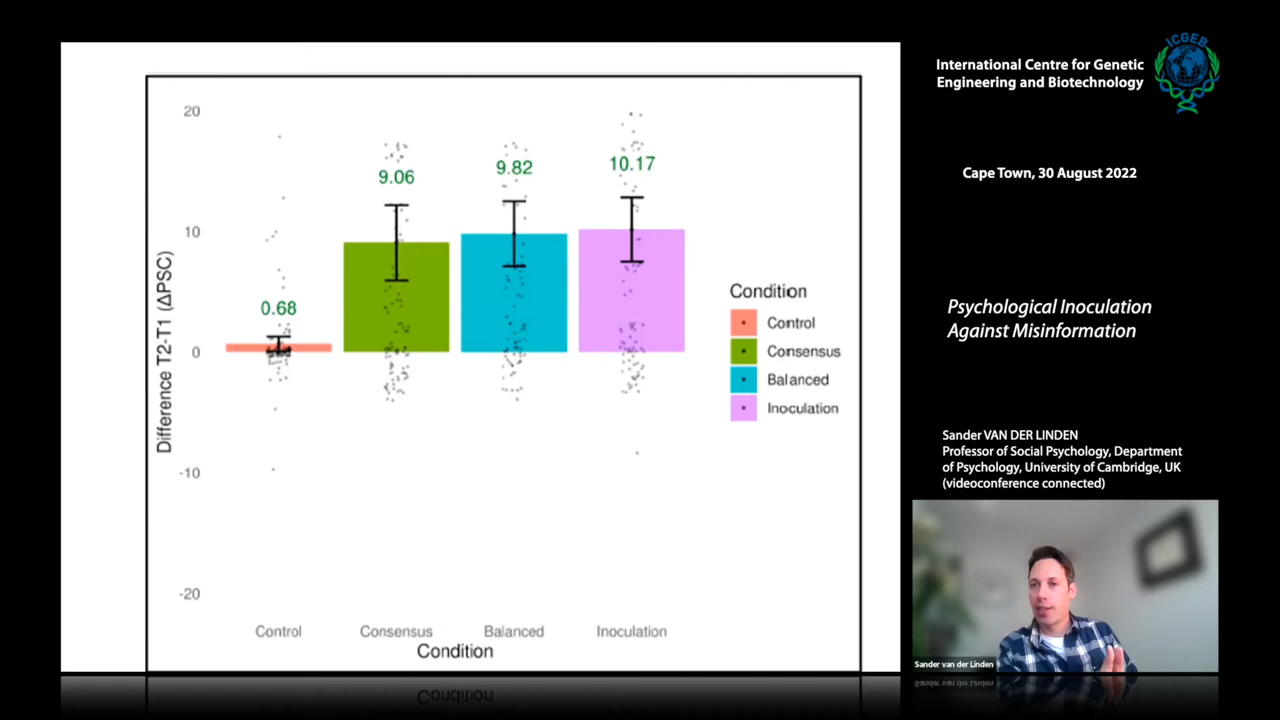 20
10
0
-10
-20
Difference T2-T1 (ΔPSC)
0.68
9.06
9.82
10.17
Control
Consensus
Balanced
Inoculation
Condition
Condition
Control
Consensus
Balanced
Inoculation
International Centre for Genetic
Engineering and Biotechnology
ICGEB
Cape Town, 30 August 2022
Psychological Inoculation
Against Misinformation
Sander VAN DER LINDEN
Professor of Social Psychology, Department
of Psychology, University of Cambridge, UK
(videoconference connected)
Sander van der Linden